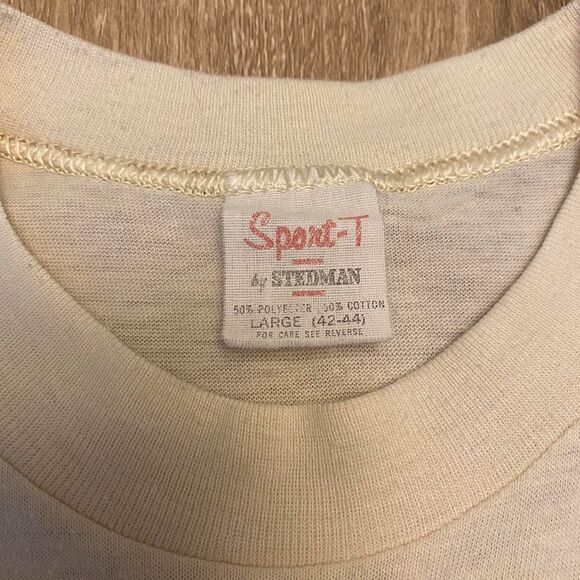 Sport-T
by STEDMAN
50% POLYESTER 50% COTTON
LARGE (42-44)
FOR CARE SEE REVERSE